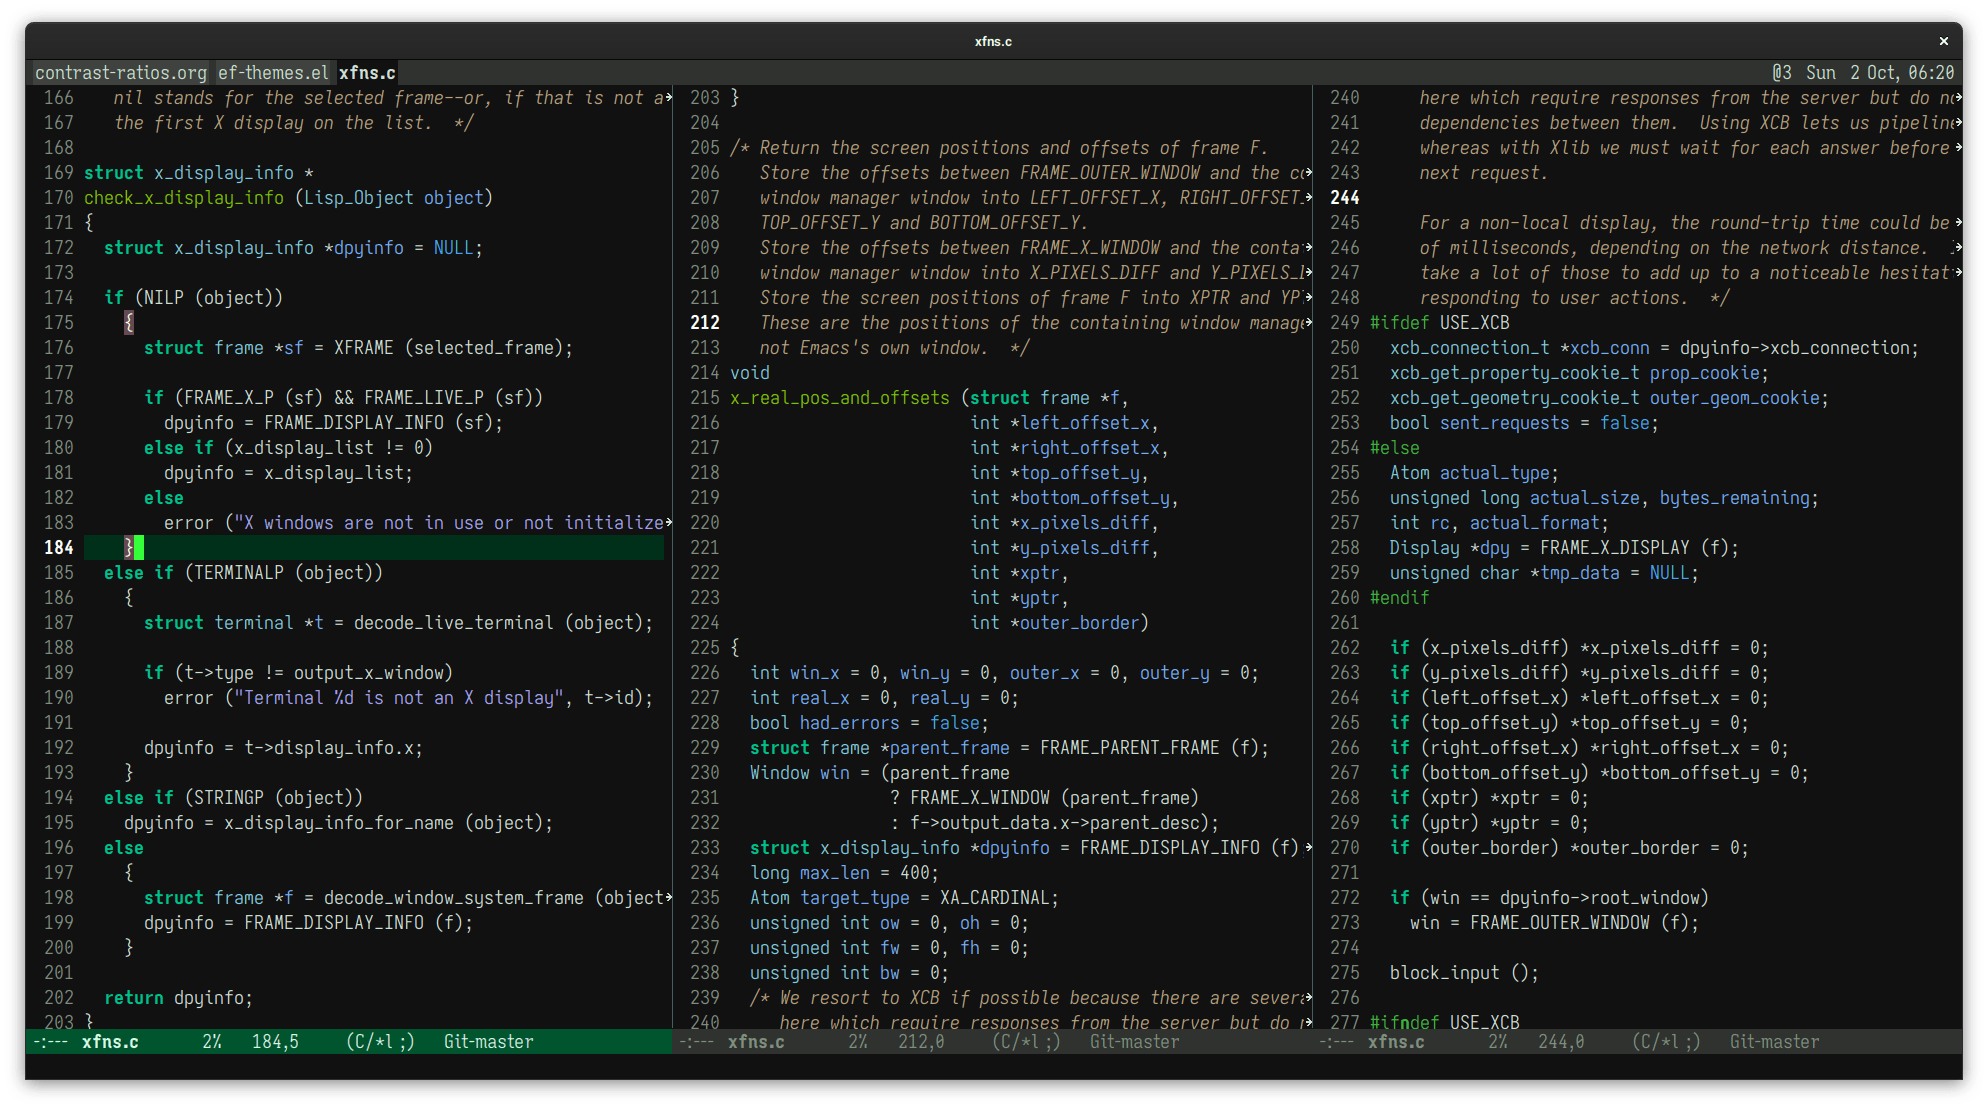 xfns.c ×
contrast-ratios.org ef-themes.el xfns.c @3 Sun 2 Oct, 06:20
166 nil stands for the selected frame--or, if that is not a
167 the first X display on the list.  */
168
169 struct x_display_info *
170 check_x_display_info (Lisp_Object object)
171 {
172   struct x_display_info *dpyinfo = NULL;
173
174   if (NILP (object))
175     {
176       struct frame *sf = XFRAME (selected_frame);
177
178       if (FRAME_X_P (sf) && FRAME_LIVE_P (sf))
179         dpyinfo = FRAME_DISPLAY_INFO (sf);
180       else if (x_display_list != 0)
181         dpyinfo = x_display_list;
182       else
183         error ("X windows are not in use or not initialize
184     }
185   else if (TERMINALP (object))
186     {
187       struct terminal *t = decode_live_terminal (object);
188
189       if (t->type != output_x_window)
190         error ("Terminal %d is not an X display", t->id);
191
192       dpyinfo = t->display_info.x;
193     }
194   else if (STRINGP (object))
195     dpyinfo = x_display_info_for_name (object);
196   else
197     {
198       struct frame *f = decode_window_system_frame (object
199       dpyinfo = FRAME_DISPLAY_INFO (f);
200     }
201
202   return dpyinfo;
203 }
-:--- xfns.c 2% 184,5 (C/*l ;) Git-master
203 }
204
205 /* Return the screen positions and offsets of frame F.
206    Store the offsets between FRAME_OUTER_WINDOW and the co
207    window manager window into LEFT_OFFSET_X, RIGHT_OFFSET_
208    TOP_OFFSET_Y and BOTTOM_OFFSET_Y.
209    Store the offsets between FRAME_X_WINDOW and the conta
210    window manager window into X_PIXELS_DIFF and Y_PIXELS_D
211    Store the screen positions of frame F into XPTR and YP
212    These are the positions of the containing window manage
213    not Emacs's own window.  */
214 void
215 x_real_pos_and_offsets (struct frame *f,
216                         int *left_offset_x,
217                         int *right_offset_x,
218                         int *top_offset_y,
219                         int *bottom_offset_y,
220                         int *x_pixels_diff,
221                         int *y_pixels_diff,
222                         int *xptr,
223                         int *yptr,
224                         int *outer_border)
225 {
226   int win_x = 0, win_y = 0, outer_x = 0, outer_y = 0;
227   int real_x = 0, real_y = 0;
228   bool had_errors = false;
229   struct frame *parent_frame = FRAME_PARENT_FRAME (f);
230   Window win = (parent_frame
231                 ? FRAME_X_WINDOW (parent_frame)
232                 : f->output_data.x->parent_desc);
233   struct x_display_info *dpyinfo = FRAME_DISPLAY_INFO (f)
234   long max_len = 400;
235   Atom target_type = XA_CARDINAL;
236   unsigned int ow = 0, oh = 0;
237   unsigned int fw = 0, fh = 0;
238   unsigned int bw = 0;
239   /* We resort to XCB if possible because there are severa
240      here which require responses from the server but do
-:--- xfns.c 2% 212,0 (C/*l ;) Git-master
240      here which require responses from the server but do no
241      dependencies between them.  Using XCB lets us pipeline
242      whereas with Xlib we must wait for each answer before
243      next request.
244
245      For a non-local display, the round-trip time could be
246      of milliseconds, depending on the network distance.
247      take a lot of those to add up to a noticeable hesitat
248      responding to user actions.  */
249 #ifdef USE_XCB
250   xcb_connection_t *xcb_conn = dpyinfo->xcb_connection;
251   xcb_get_property_cookie_t prop_cookie;
252   xcb_get_geometry_cookie_t outer_geom_cookie;
253   bool sent_requests = false;
254 #else
255   Atom actual_type;
256   unsigned long actual_size, bytes_remaining;
257   int rc, actual_format;
258   Display *dpy = FRAME_X_DISPLAY (f);
259   unsigned char *tmp_data = NULL;
260 #endif
261
262   if (x_pixels_diff) *x_pixels_diff = 0;
263   if (y_pixels_diff) *y_pixels_diff = 0;
264   if (left_offset_x) *left_offset_x = 0;
265   if (top_offset_y) *top_offset_y = 0;
266   if (right_offset_x) *right_offset_x = 0;
267   if (bottom_offset_y) *bottom_offset_y = 0;
268   if (xptr) *xptr = 0;
269   if (yptr) *yptr = 0;
270   if (outer_border) *outer_border = 0;
271
272   if (win == dpyinfo->root_window)
273     win = FRAME_OUTER_WINDOW (f);
274
275   block_input ();
276
277 #ifndef USE_XCB
-:--- xfns.c 2% 244,0 (C/*l ;) Git-master